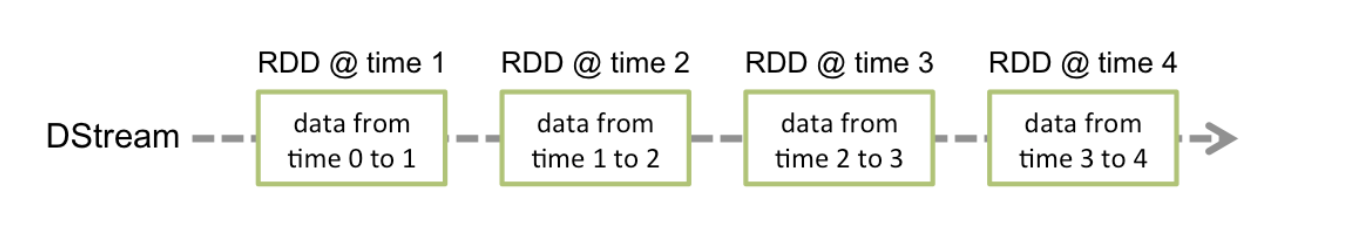 RDD @ time 1
RDD @ time 2
RDD @ time 3
RDD @ time 4
DStream
data from
time 0 to 1
data from
time 1 to 2
data from
time 2 to 3
data from
time 3 to 4